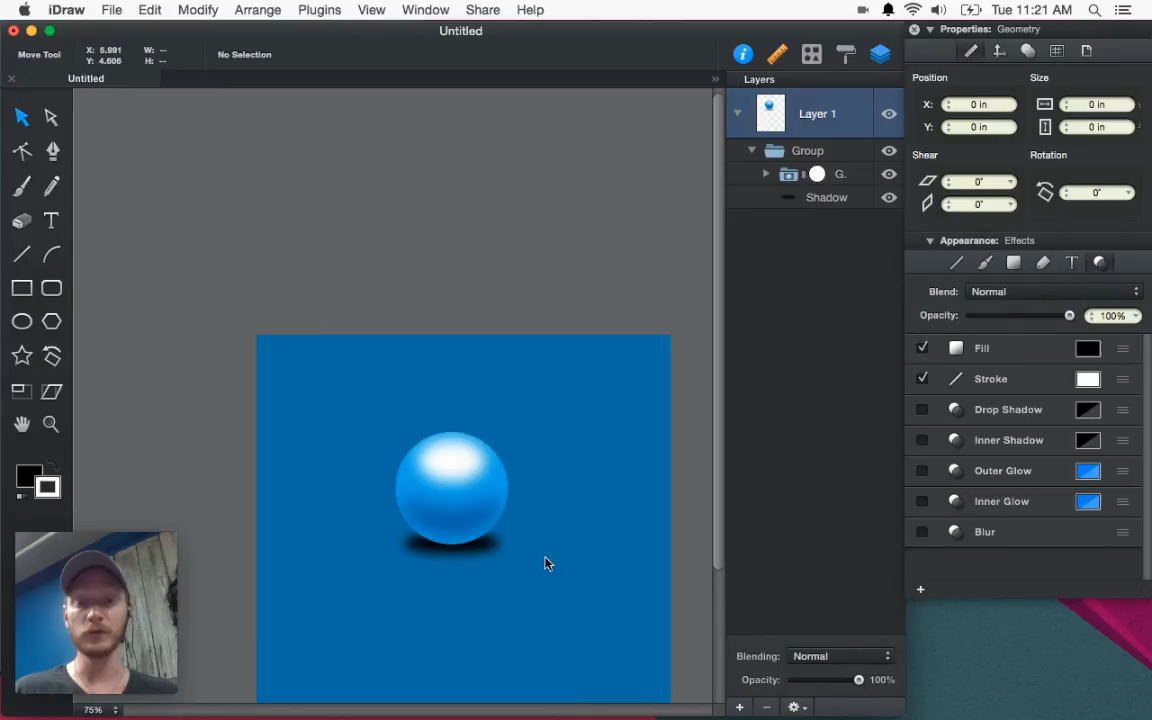 iDraw File Edit Modify Arrange Plugins View Window Share Help Tue 11:21 AM
Untitled
Move Tool X: 5.991 W: -- No Selection
Y: 4.606 H: --
Untitled
Layers
Layer 1
Group
8 G.
Shadow
Blending: Normal
Opacity: 100%
75%
Properties: Geometry
Position Size
X: 0 in 0 in
Y: 0 in 0 in
Shear Rotation
0° 0°
0°
Appearance: Effects
T
Blend: Normal
Opacity: 100%
Fill
Stroke
Drop Shadow
Inner Shadow
Outer Glow
Inner Glow
Blur